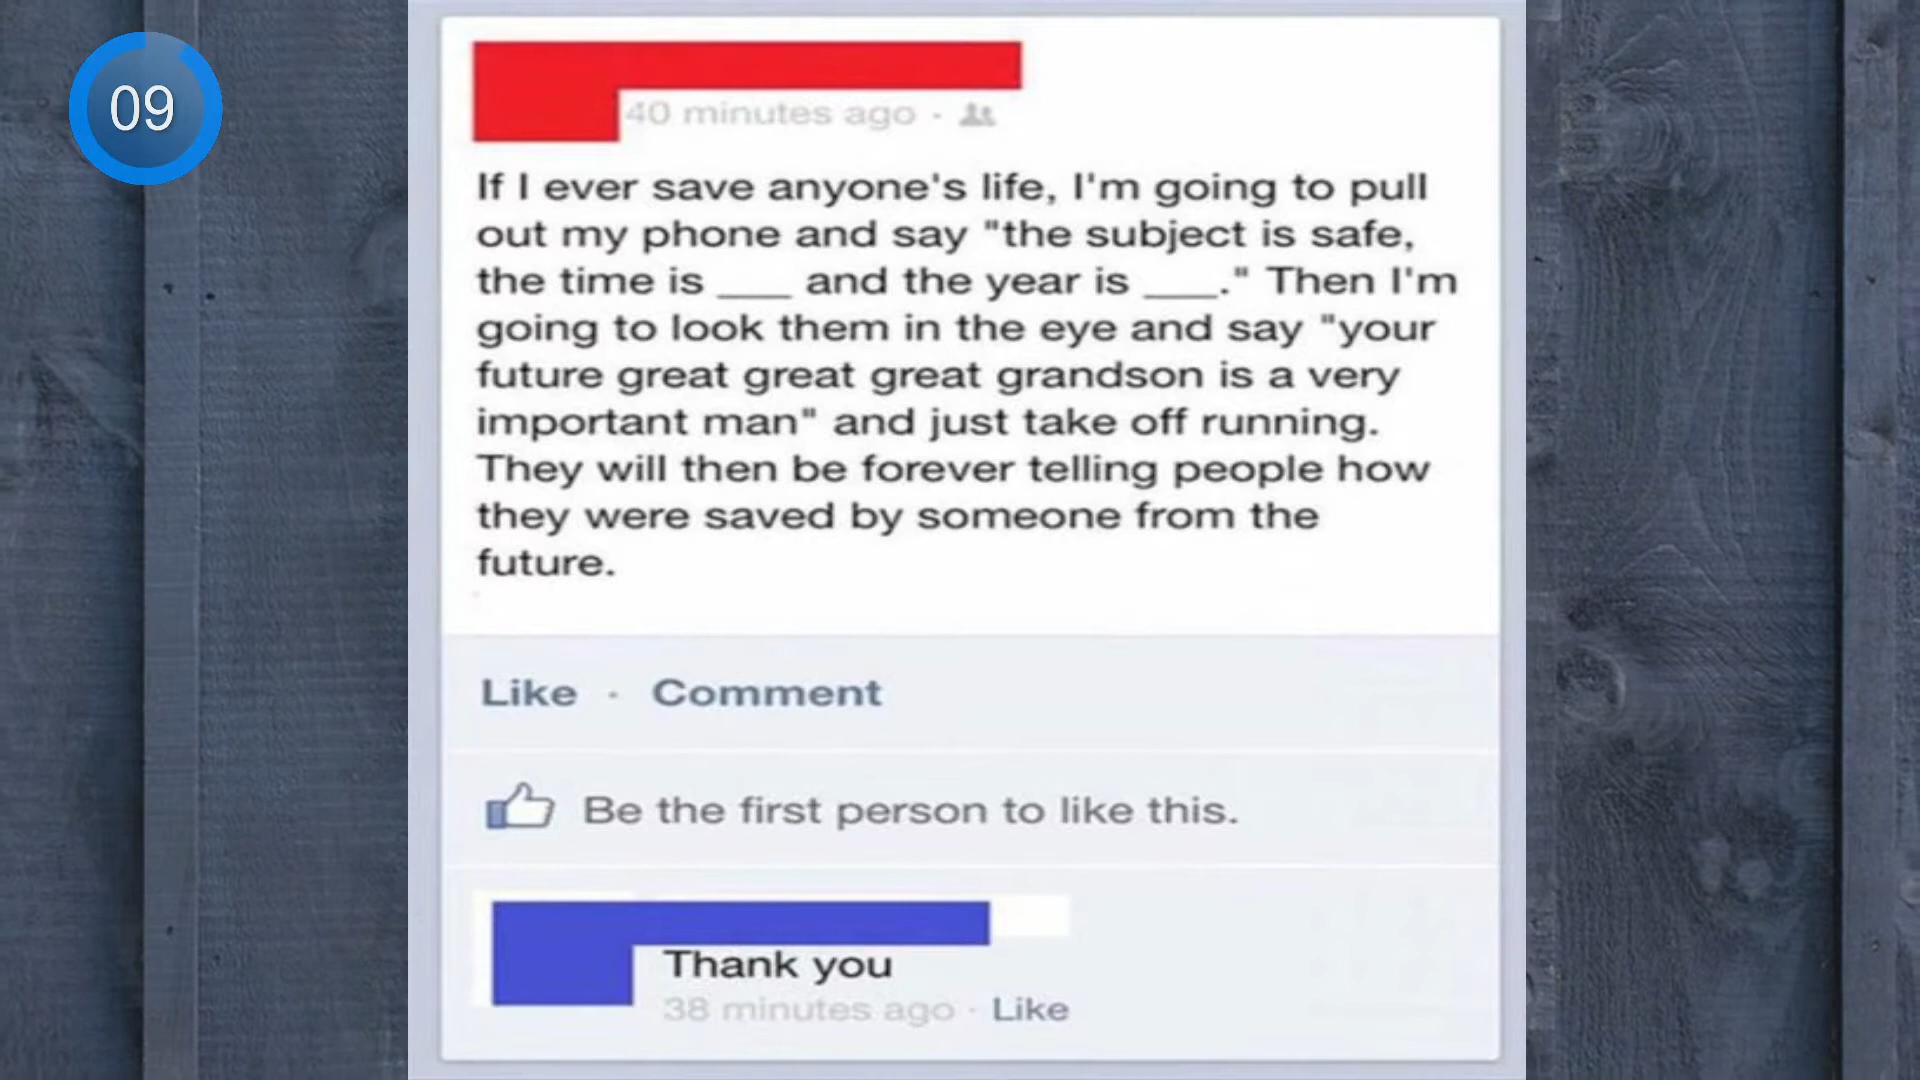 09
40 minutes ago ·
If I ever save anyone's life, I'm going to pull
out my phone and say "the subject is safe,
the time is ___ and the year is ___." Then I'm
going to look them in the eye and say "your
future great great great grandson is a very
important man" and just take off running.
They will then be forever telling people how
they were saved by someone from the
future.
Like · Comment
Be the first person to like this.
Thank you
38 minutes ago · Like